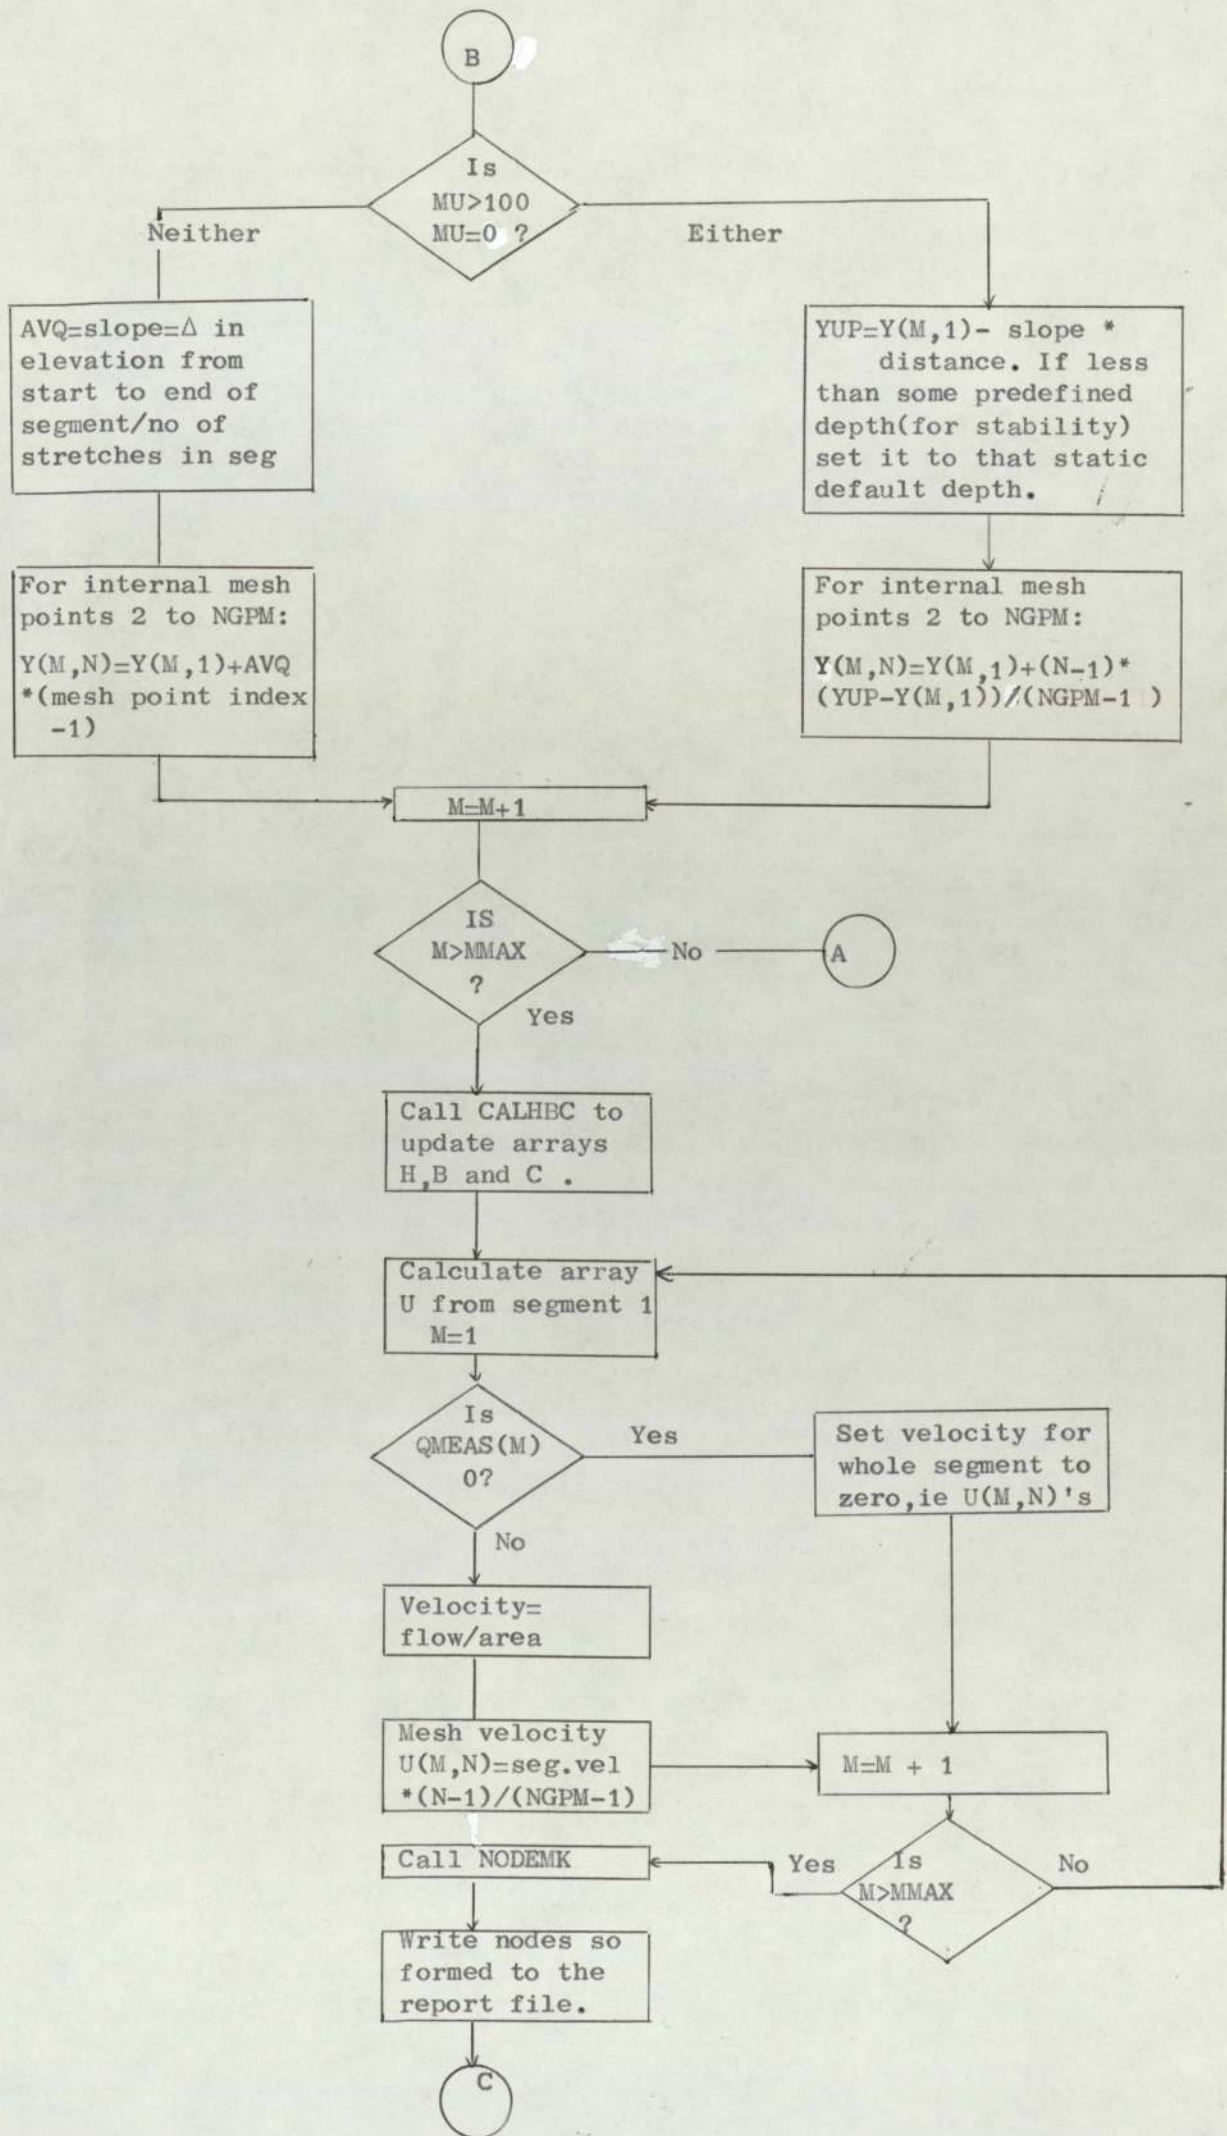 B
Is
MU>100
MU=0 ?
Neither
Either
AVQ=slope=Δ in
elevation from
start to end of
segment/no of
stretches in seg
YUP=Y(M,1)- slope *
distance. If less
than some predefined
depth(for stability)
set it to that static
default depth.
For internal mesh
points 2 to NGPM:
Y(M,N)=Y(M,1)+AVQ
*(mesh point index
-1)
For internal mesh
points 2 to NGPM:
Y(M,N)=Y(M,1)+(N-1)*
(YUP-Y(M,1))/(NGPM-1 )
M=M+1
IS
M>MMAX
?
No
A
Yes
Call CALHBC to
update arrays
H,B and C .
Calculate array
U from segment 1
M=1
Is
QMEAS(M)
0?
Yes
Set velocity for
whole segment to
zero,ie U(M,N)'s
No
Velocity=
flow/area
Mesh velocity
U(M,N)=seg.vel
*(N-1)/(NGPM-1)
M=M + 1
Call NODEMK
Yes
Is
M>MMAX
?
No
Write nodes so
formed to the
report file.
C